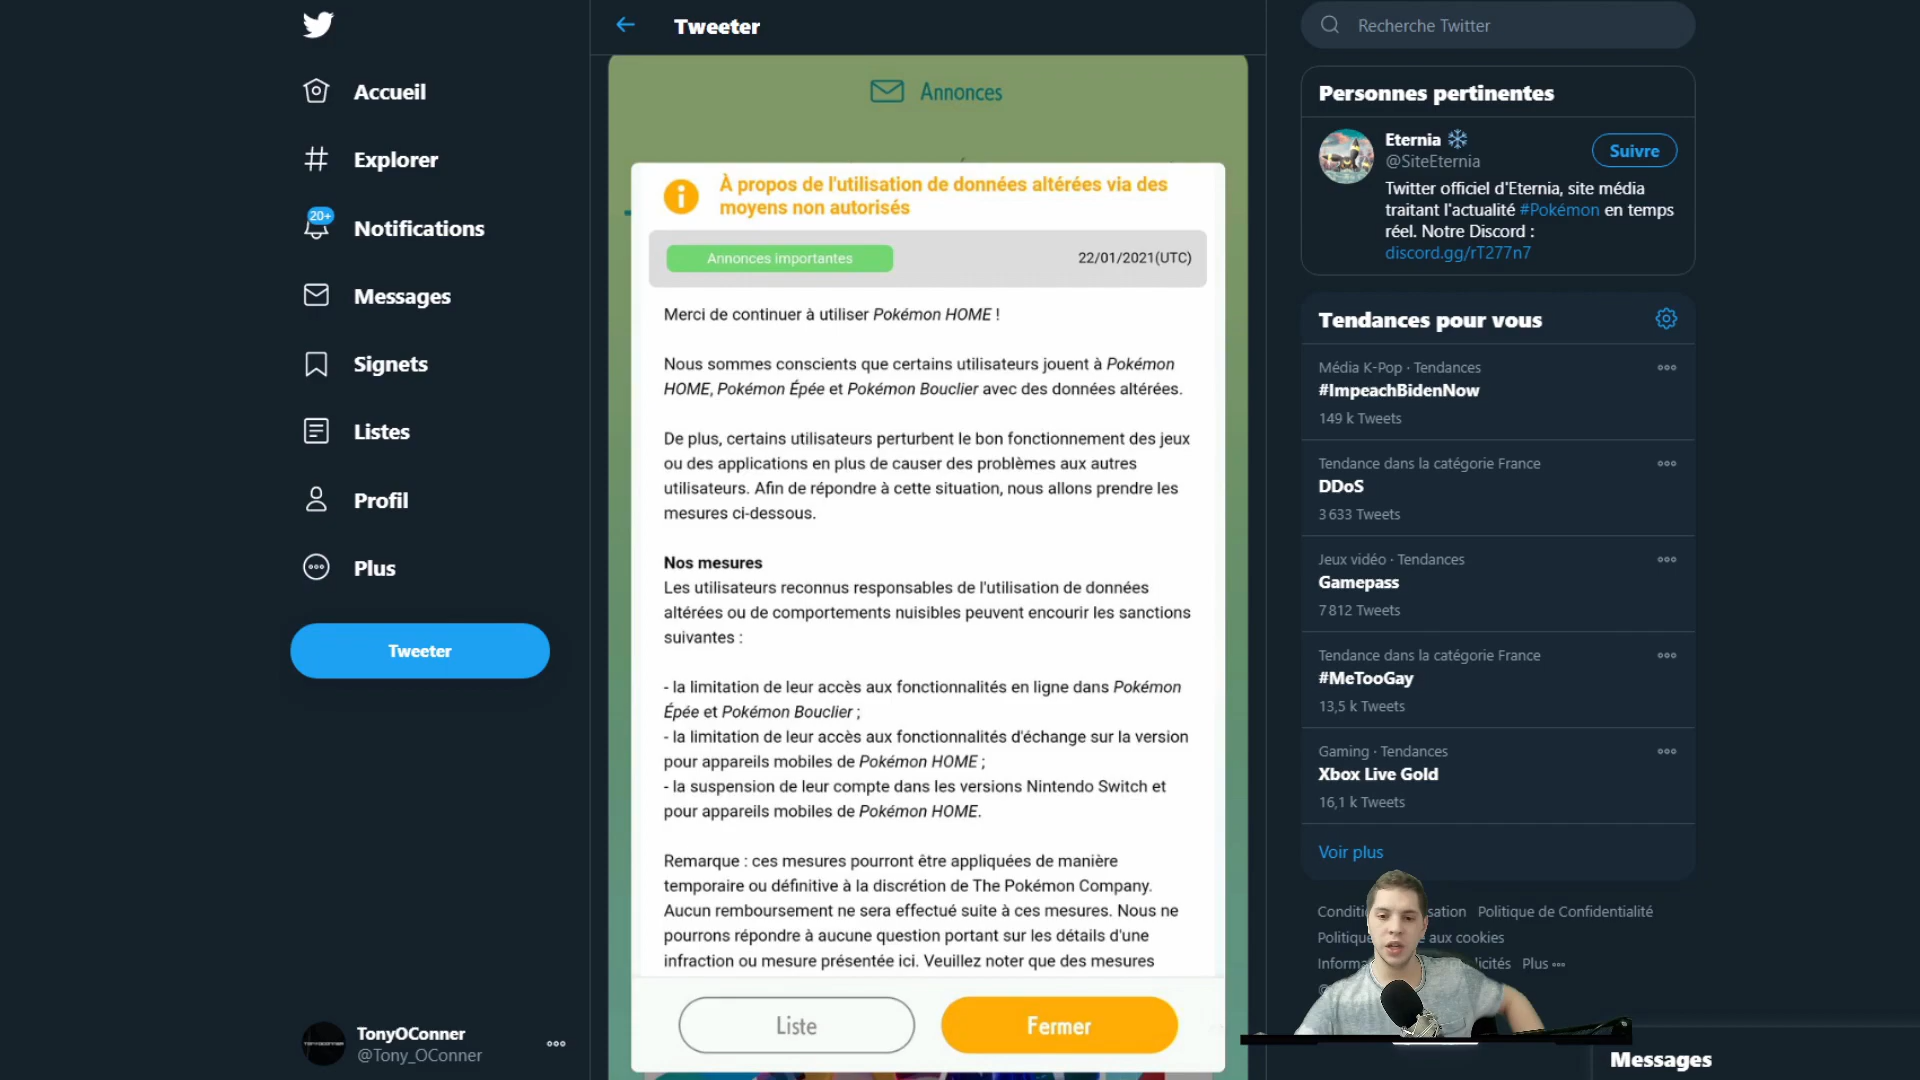 Tweeter
Recherche Twitter
Accueil
Explorer
20+
Notifications
Messages
Signets
Listes
Profil
Plus
Tweeter
TonyOConner
@Tony_OConner
Annonces
À propos de l'utilisation de données altérées via des
moyens non autorisés
Annonces importantes
22/01/2021(UTC)
Merci de continuer à utiliser Pokémon HOME !
Nous sommes conscients que certains utilisateurs jouent à Pokémon
HOME, Pokémon Épée et Pokémon Bouclier avec des données altérées.
De plus, certains utilisateurs perturbent le bon fonctionnement des jeux
ou des applications en plus de causer des problèmes aux autres
utilisateurs. Afin de répondre à cette situation, nous allons prendre les
mesures ci-dessous.
Nos mesures
Les utilisateurs reconnus responsables de l'utilisation de données
altérées ou de comportements nuisibles peuvent encourir les sanctions
suivantes :
- la limitation de leur accès aux fonctionnalités en ligne dans Pokémon
Épée et Pokémon Bouclier ;
- la limitation de leur accès aux fonctionnalités d'échange sur la version
pour appareils mobiles de Pokémon HOME ;
- la suspension de leur compte dans les versions Nintendo Switch et
pour appareils mobiles de Pokémon HOME.
Remarque : ces mesures pourront être appliquées de manière
temporaire ou définitive à la discrétion de The Pokémon Company.
Aucun remboursement ne sera effectué suite à ces mesures. Nous ne
pourrons répondre à aucune question portant sur les détails d'une
infraction ou mesure présentée ici. Veuillez noter que des mesures
Liste
Fermer
Personnes pertinentes
Eternia
@SiteEternia
Suivre
Twitter officiel d'Eternia, site média
traitant l'actualité #Pokémon en temps
réel. Notre Discord :
discord.gg/rT277n7
Tendances pour vous
Média K-Pop · Tendances
#ImpeachBidenNow
149 k Tweets
Tendance dans la catégorie France
DDoS
3 633 Tweets
Jeux vidéo · Tendances
Gamepass
7 812 Tweets
Tendance dans la catégorie France
#MeTooGay
13,5 k Tweets
Gaming · Tendances
Xbox Live Gold
16,1 k Tweets
Voir plus
Politique de Confidentialité
aux cookies
Plus
Messages